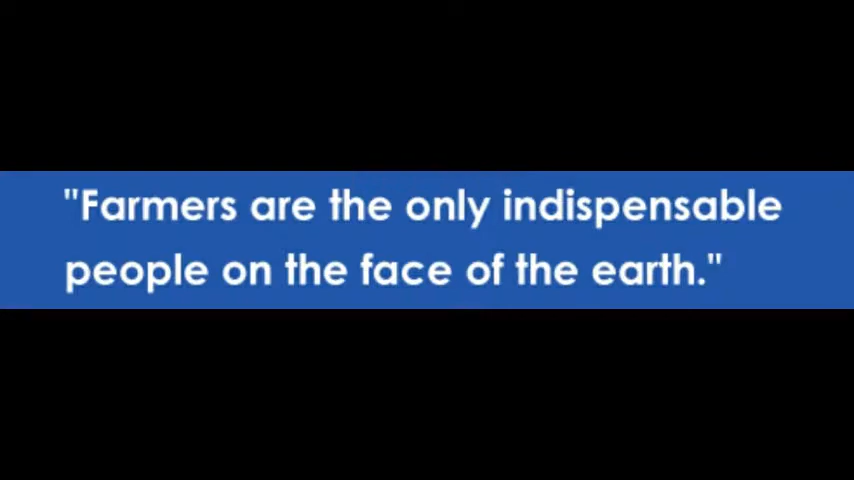 "Farmers are the only indispensable
people on the face of the earth."